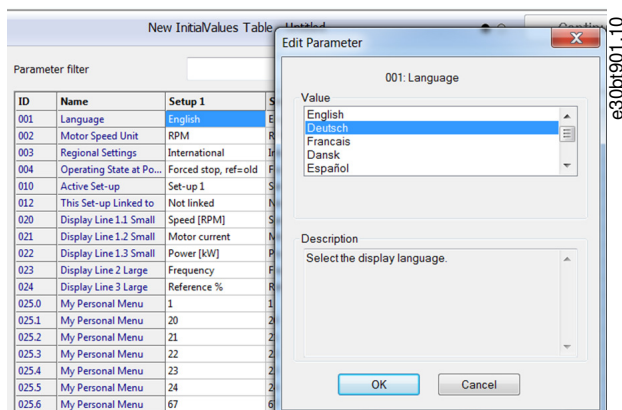 New InitialValues Table - Untitled
Parameter filter
ID Name Setup 1
001 Language English
002 Motor Speed Unit RPM
003 Regional Settings International
004 Operating State at Po... Forced stop, ref=old
010 Active Set-up Set-up 1
012 This Set-up Linked to Not linked
020 Display Line 1.1 Small Speed [RPM]
021 Display Line 1.2 Small Motor current
022 Display Line 1.3 Small Power [kW]
023 Display Line 2 Large Frequency
024 Display Line 3 Large Reference %
025.0 My Personal Menu 1
025.1 My Personal Menu 20
025.2 My Personal Menu 21
025.3 My Personal Menu 22
025.4 My Personal Menu 23
025.5 My Personal Menu 24
025.6 My Personal Menu 67
Edit Parameter
001: Language
Value
English
Deutsch
Francais
Dansk
Español
Description
Select the display language.
OK Cancel
e30bt901.10